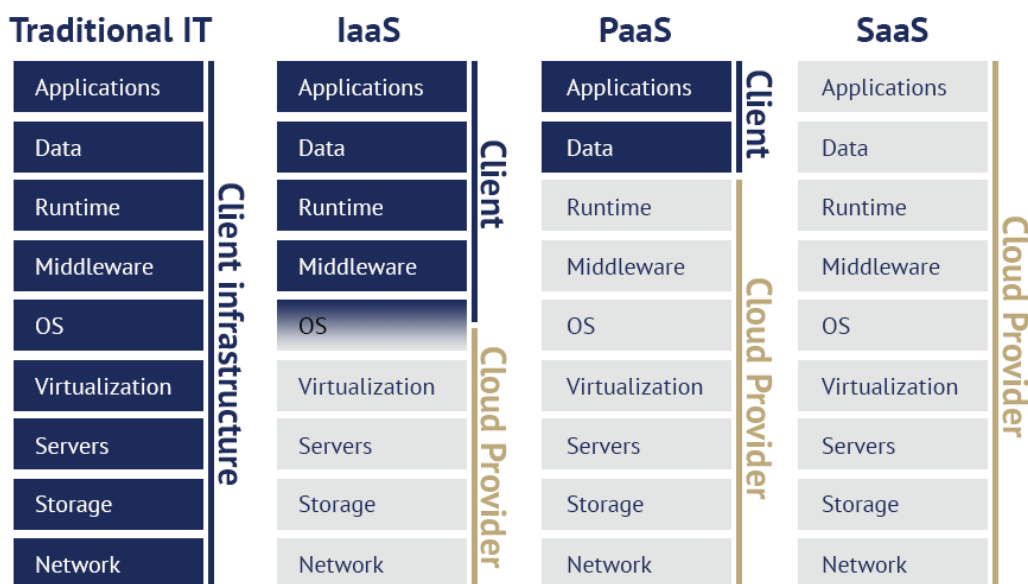 Traditional IT
IaaS
PaaS
SaaS
Applications
Data
Runtime
Middleware
OS
Virtualization
Servers
Storage
Network
Client infrastructure
Applications
Data
Runtime
Middleware
OS
Virtualization
Servers
Storage
Network
Client
Cloud Provider
Applications
Data
Runtime
Middleware
OS
Virtualization
Servers
Storage
Network
Client
Cloud Provider
Applications
Data
Runtime
Middleware
OS
Virtualization
Servers
Storage
Network
Cloud Provider